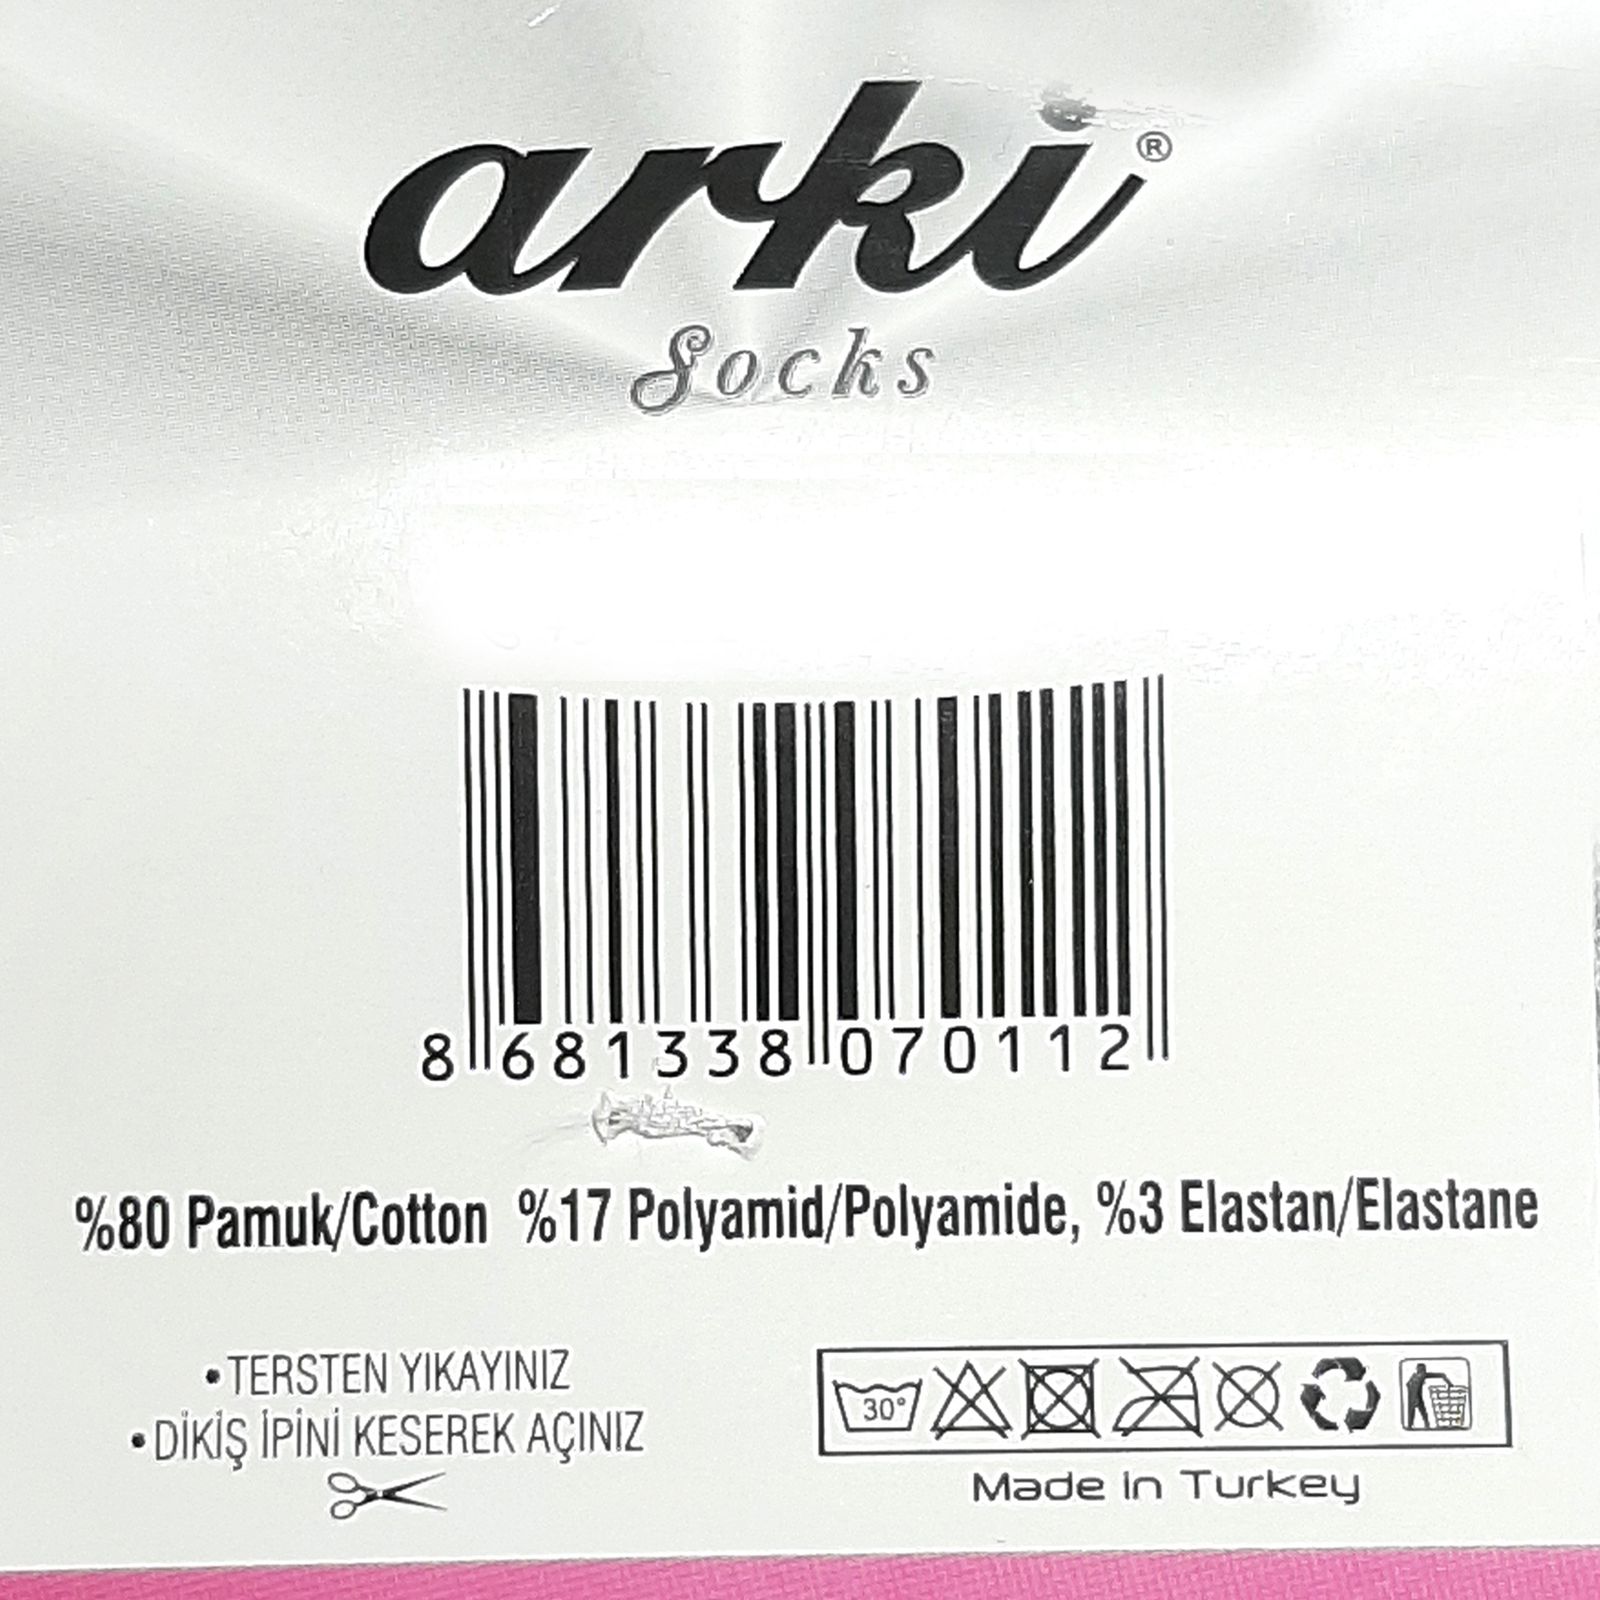 arki®
Socks
8 681338 070112
%80 Pamuk/Cotton %17 Polyamid/Polyamide, %3 Elastan/Elastane
•TERSTEN YIKAYINIZ
•DİKİŞ İPİNİ KESEREK AÇINIZ
30°
Made in Turkey